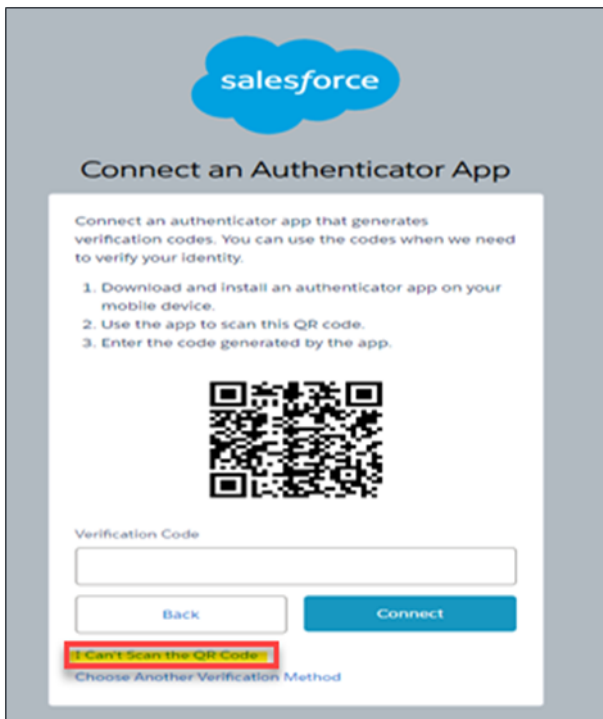 salesforce
Connect an Authenticator App
Connect an authenticator app that generates
verification codes. You can use the codes when we need
to verify your identity.
1. Download and install an authenticator app on your
mobile device.
2. Use the app to scan this QR code.
3. Enter the code generated by the app.
Verification Code
Back
Connect
I Can't Scan the QR Code
Choose Another Verification Method